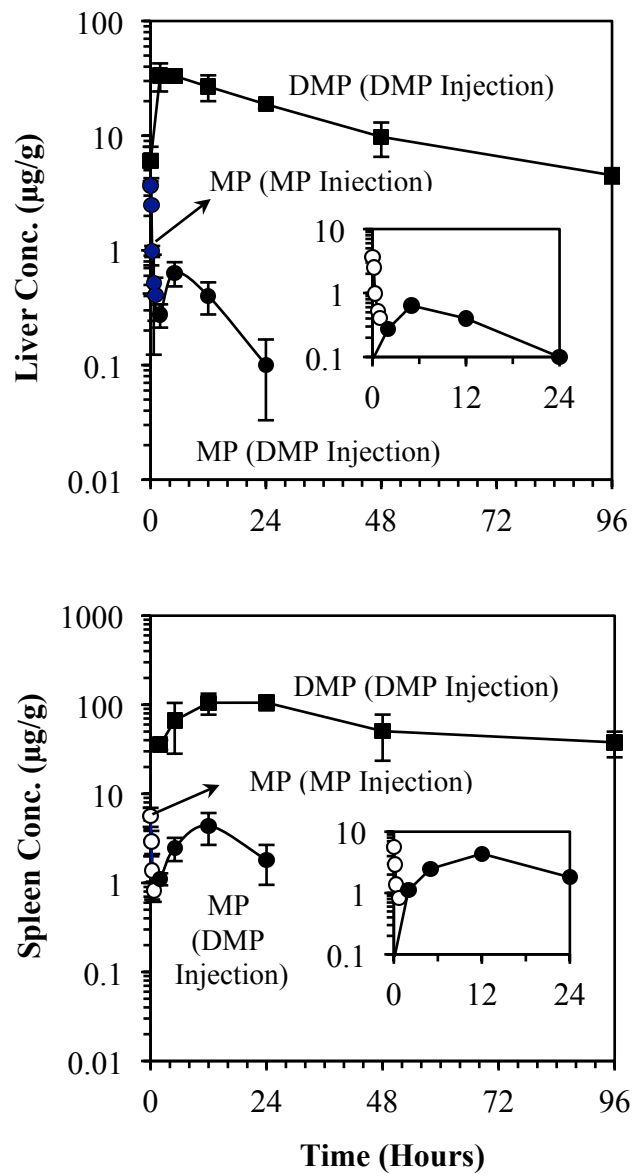 100
10
1
0.1
0.01
Liver Conc. (µg/g)
DMP (DMP Injection)
MP (MP Injection)
MP (DMP Injection)
10
1
0.1
0 12 24
0 24 48 72 96
1000
100
10
1
0.1
0.01
Spleen Conc. (µg/g)
DMP (DMP Injection)
MP (MP Injection)
MP
(DMP
Injection)
10
1
0.1
0 12 24
0 24 48 72 96
Time (Hours)